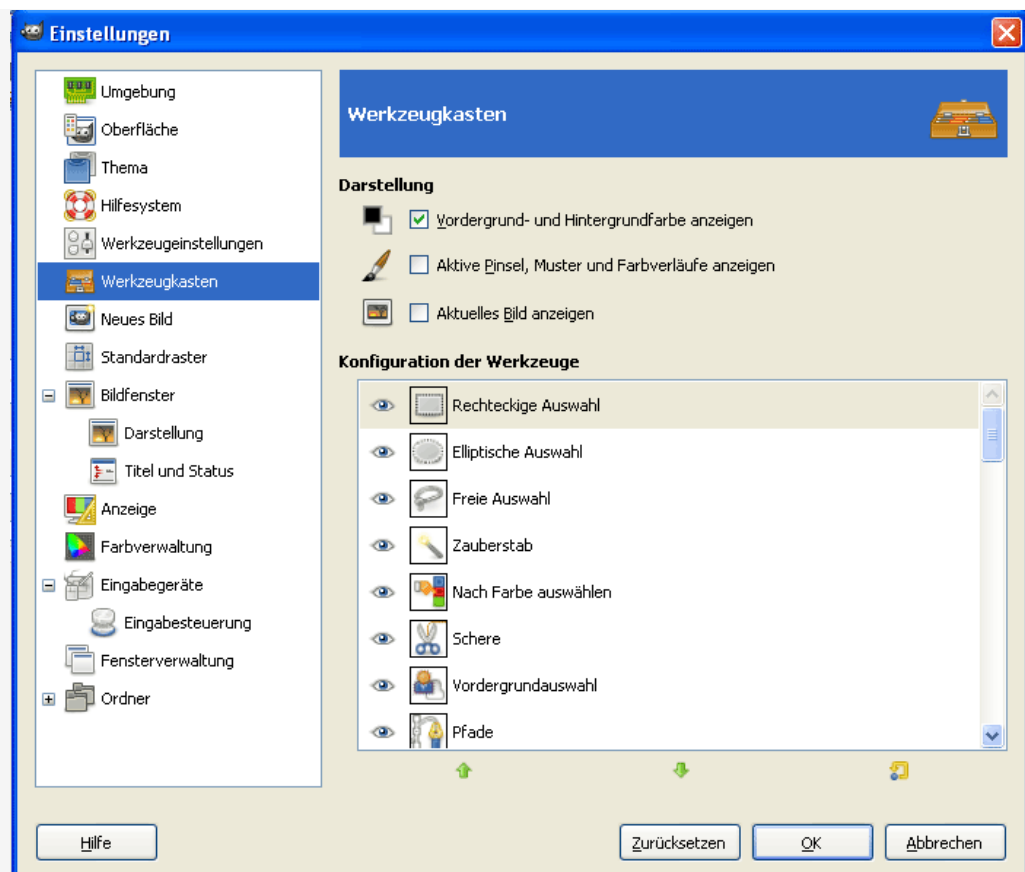 Einstellungen
Umgebung
Oberfläche
Thema
Hilfesystem
Werkzeugeinstellungen
Werkzeugkasten
Neues Bild
Standardraster
Bildfenster
Darstellung
Titel und Status
Anzeige
Farbverwaltung
Eingabegeräte
Eingabesteuerung
Fensterverwaltung
Ordner
Werkzeugkasten
Darstellung
Vordergrund- und Hintergrundfarbe anzeigen
Aktive Pinsel, Muster und Farbverläufe anzeigen
Aktuelles Bild anzeigen
Konfiguration der Werkzeuge
Rechteckige Auswahl
Elliptische Auswahl
Freie Auswahl
Zauberstab
Nach Farbe auswählen
Schere
Vordergrundauswahl
Pfade
Hilfe
Zurücksetzen
OK
Abbrechen